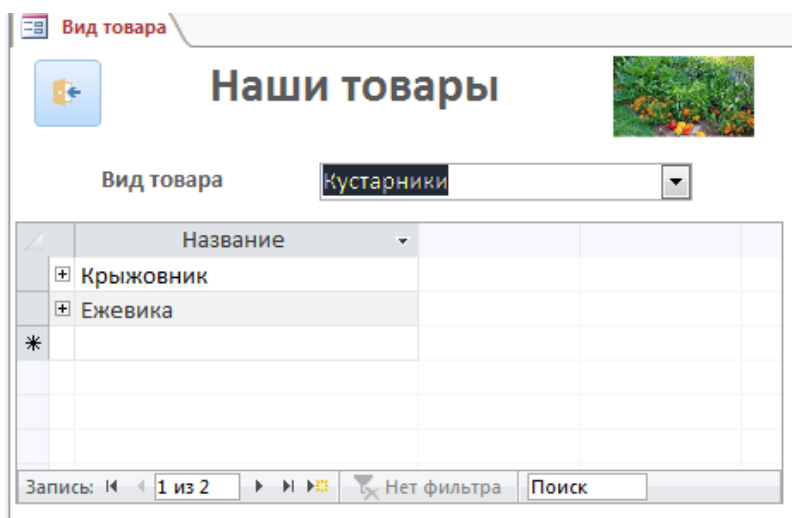 Вид товара
Наши товары
Вид товара Кустарники
Название
Крыжовник
Ежевика
Запись: 1 из 2 Нет фильтра Поиск